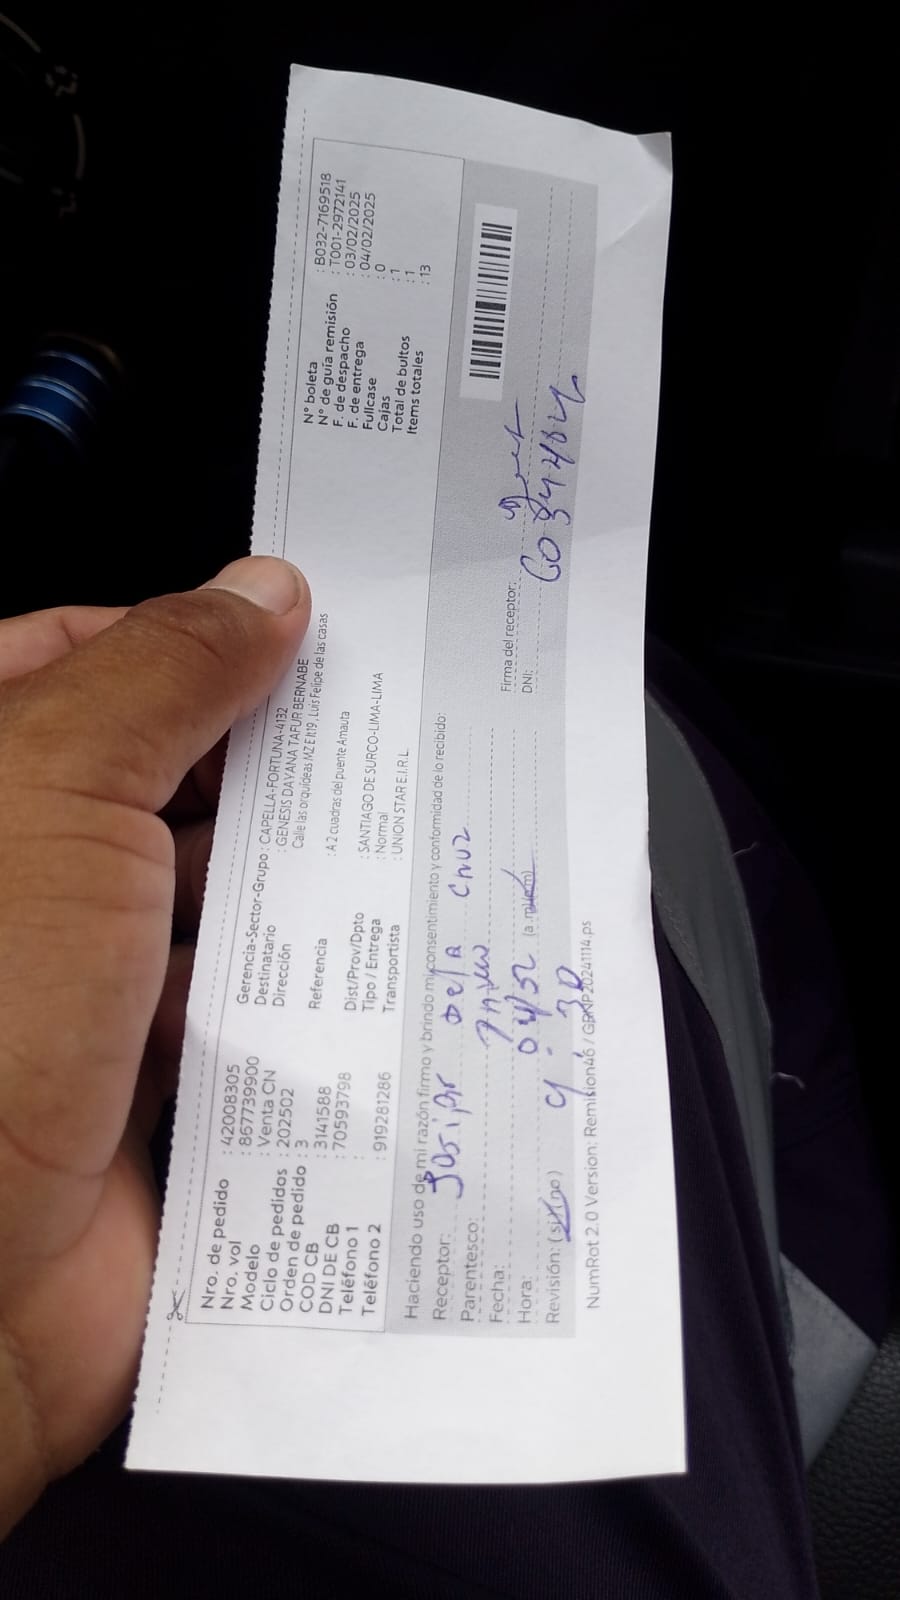 Nro. de pedido : 42008305
Nro. vol : 867739900
Modelo : Venta CN
Ciclo de pedidos : 202502
Orden de pedido : 3
COD CB : 3141588
DNI DE CB : 70593798
Teléfono 1 :
Teléfono 2 : 919281286
Gerencia-Sector-Grupo : CAPELLA-FORTUNA-4132
Destinatario : GENESIS DAYANA TAFUR BERNABE
Dirección Calle las orquideas MZ E lt19, Luis Felipe de las casas
Referencia : A 2 cuadras del puente Amauta
Dist/Prov/Dpto : SANTIAGO DE SURCO-LIMA-LIMA
Tipo / Entrega : Normal
Transportista : UNION STAR E.I.R.L.
N° boleta : B032-7169518
N° de guía remisión : T001-2972141
F. de despacho : 03/02/2025
F. de entrega : 04/02/2025
Fullcase : 0
Cajas : 1
Total de bultos : 1
Items totales : 13
Haciendo uso de mi razón firmo y brindo mi consentimiento y conformidad de lo recibido:
Receptor: Dela Cruz
Parentesco:
Fecha:
Hora: (a.m/p.m)
Revisión: (si/no) 9:30
Firma del receptor:
DNI:
NumRot 2.0 Version: Remision46 / GBNP20241114.ps